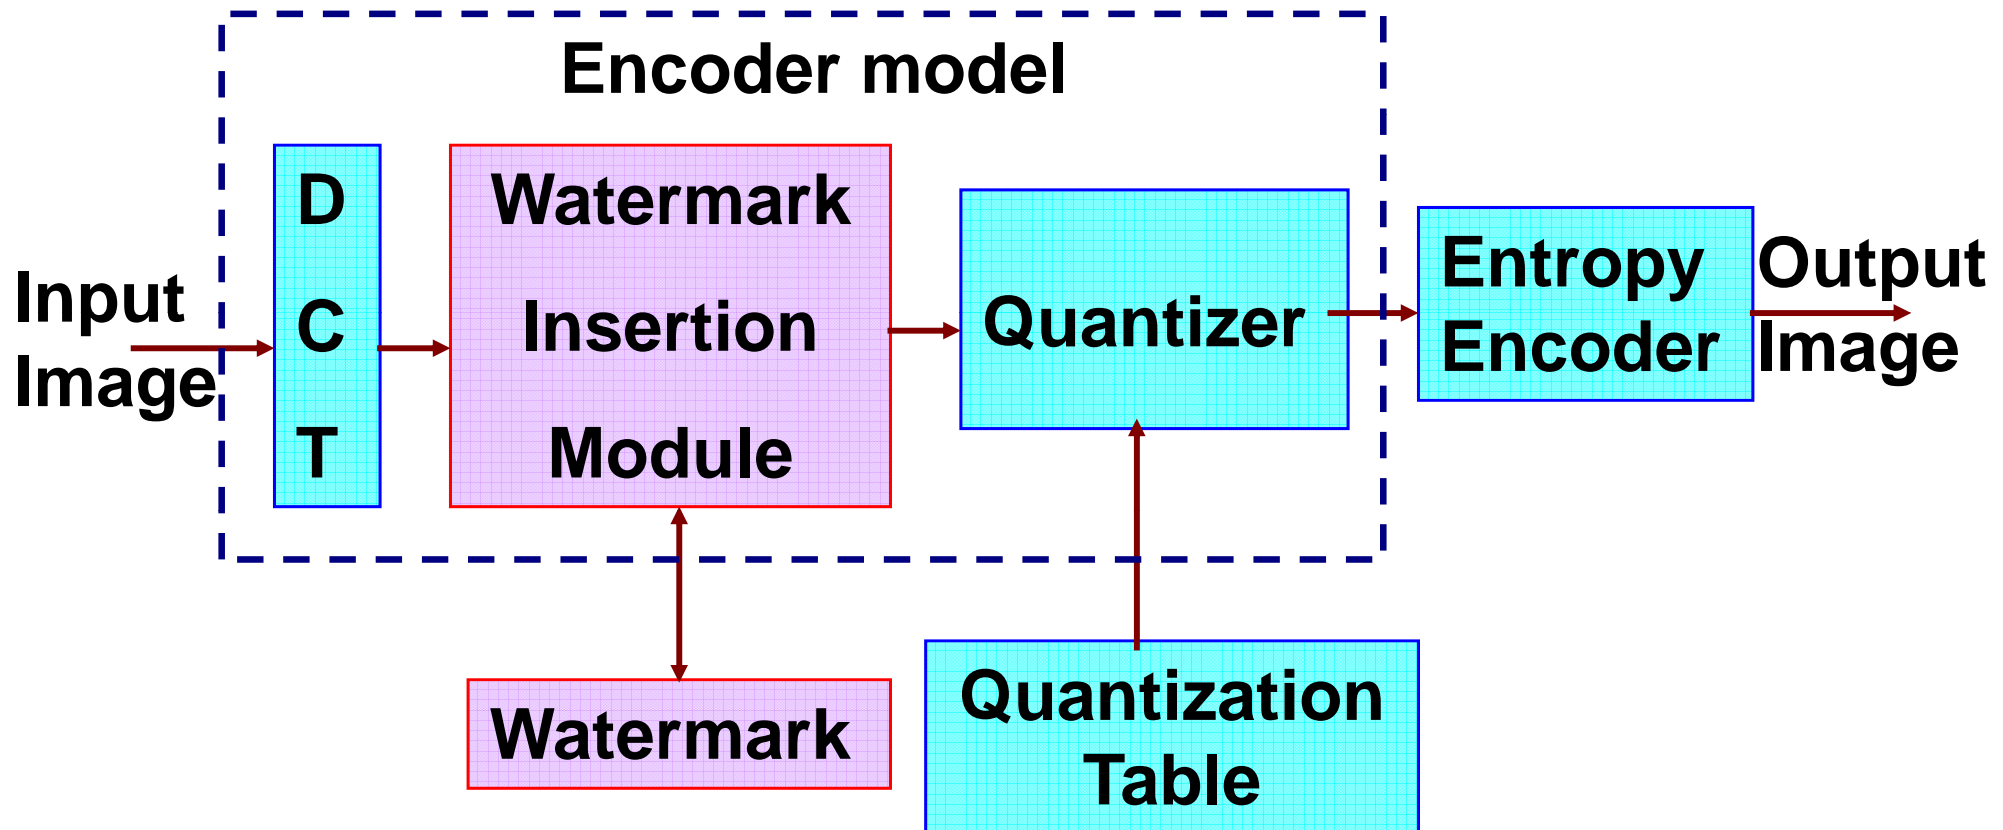 Encoder model
Input
Image
D
C
T
Watermark
Insertion
Module
Quantizer
Entropy
Encoder
Output
Image
Watermark
Quantization
Table